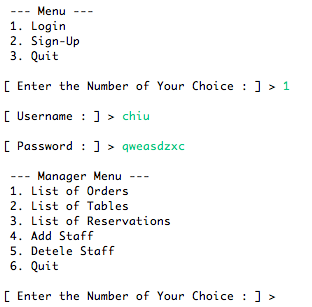 --- Menu ---
1. Login
2. Sign-Up
3. Quit
[ Enter the Number of Your Choice : ] > 1
[ Username : ] > chiu
[ Password : ] > qweasdzxc
--- Manager Menu ---
1. List of Orders
2. List of Tables
3. List of Reservations
4. Add Staff
5. Detele Staff
6. Quit
[ Enter the Number of Your Choice : ] >